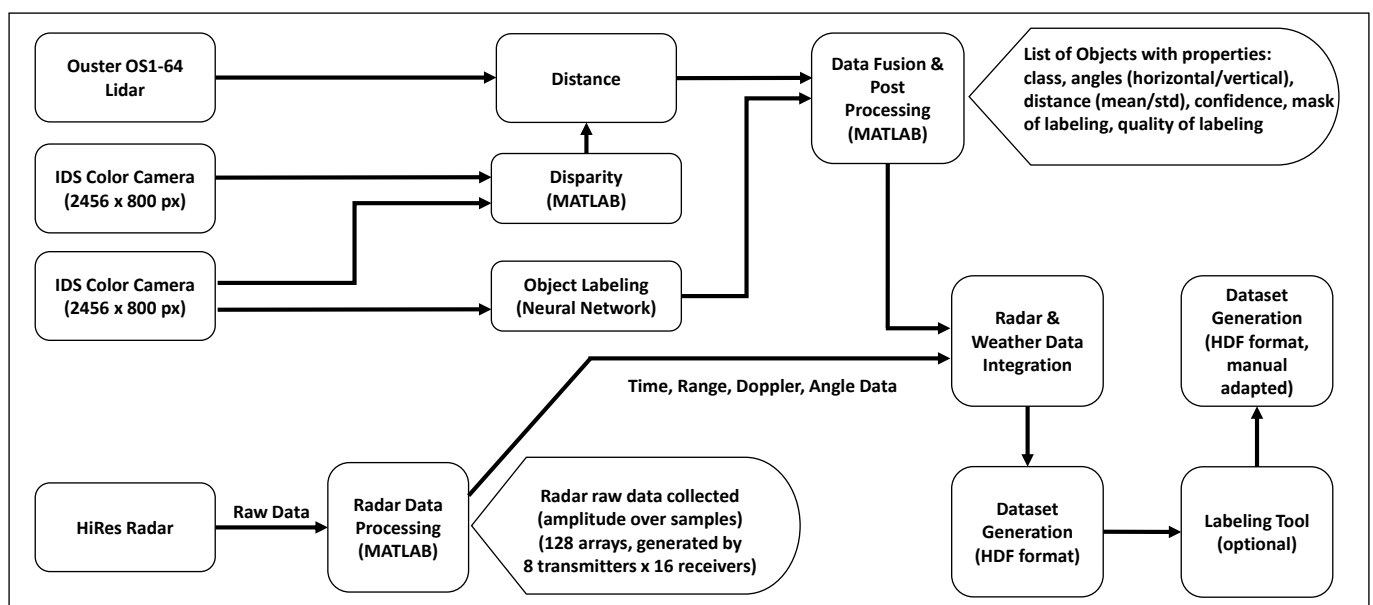 Ouster OS1-64
Lidar
Distance
Data Fusion &
Post
Processing
(MATLAB)
List of Objects with properties:
class, angles (horizontal/vertical),
distance (mean/std), confidence, mask
of labeling, quality of labeling
IDS Color Camera
(2456 x 800 px)
Disparity
(MATLAB)
IDS Color Camera
(2456 x 800 px)
Object Labeling
(Neural Network)
Radar &
Weather Data
Integration
Dataset
Generation
(HDF format,
manual
adapted)
Time, Range, Doppler, Angle Data
HiRes Radar
Raw Data
Radar Data
Processing
(MATLAB)
Radar raw data collected
(amplitude over samples)
(128 arrays, generated by
8 transmitters x 16 receivers)
Dataset
Generation
(HDF format)
Labeling Tool
(optional)